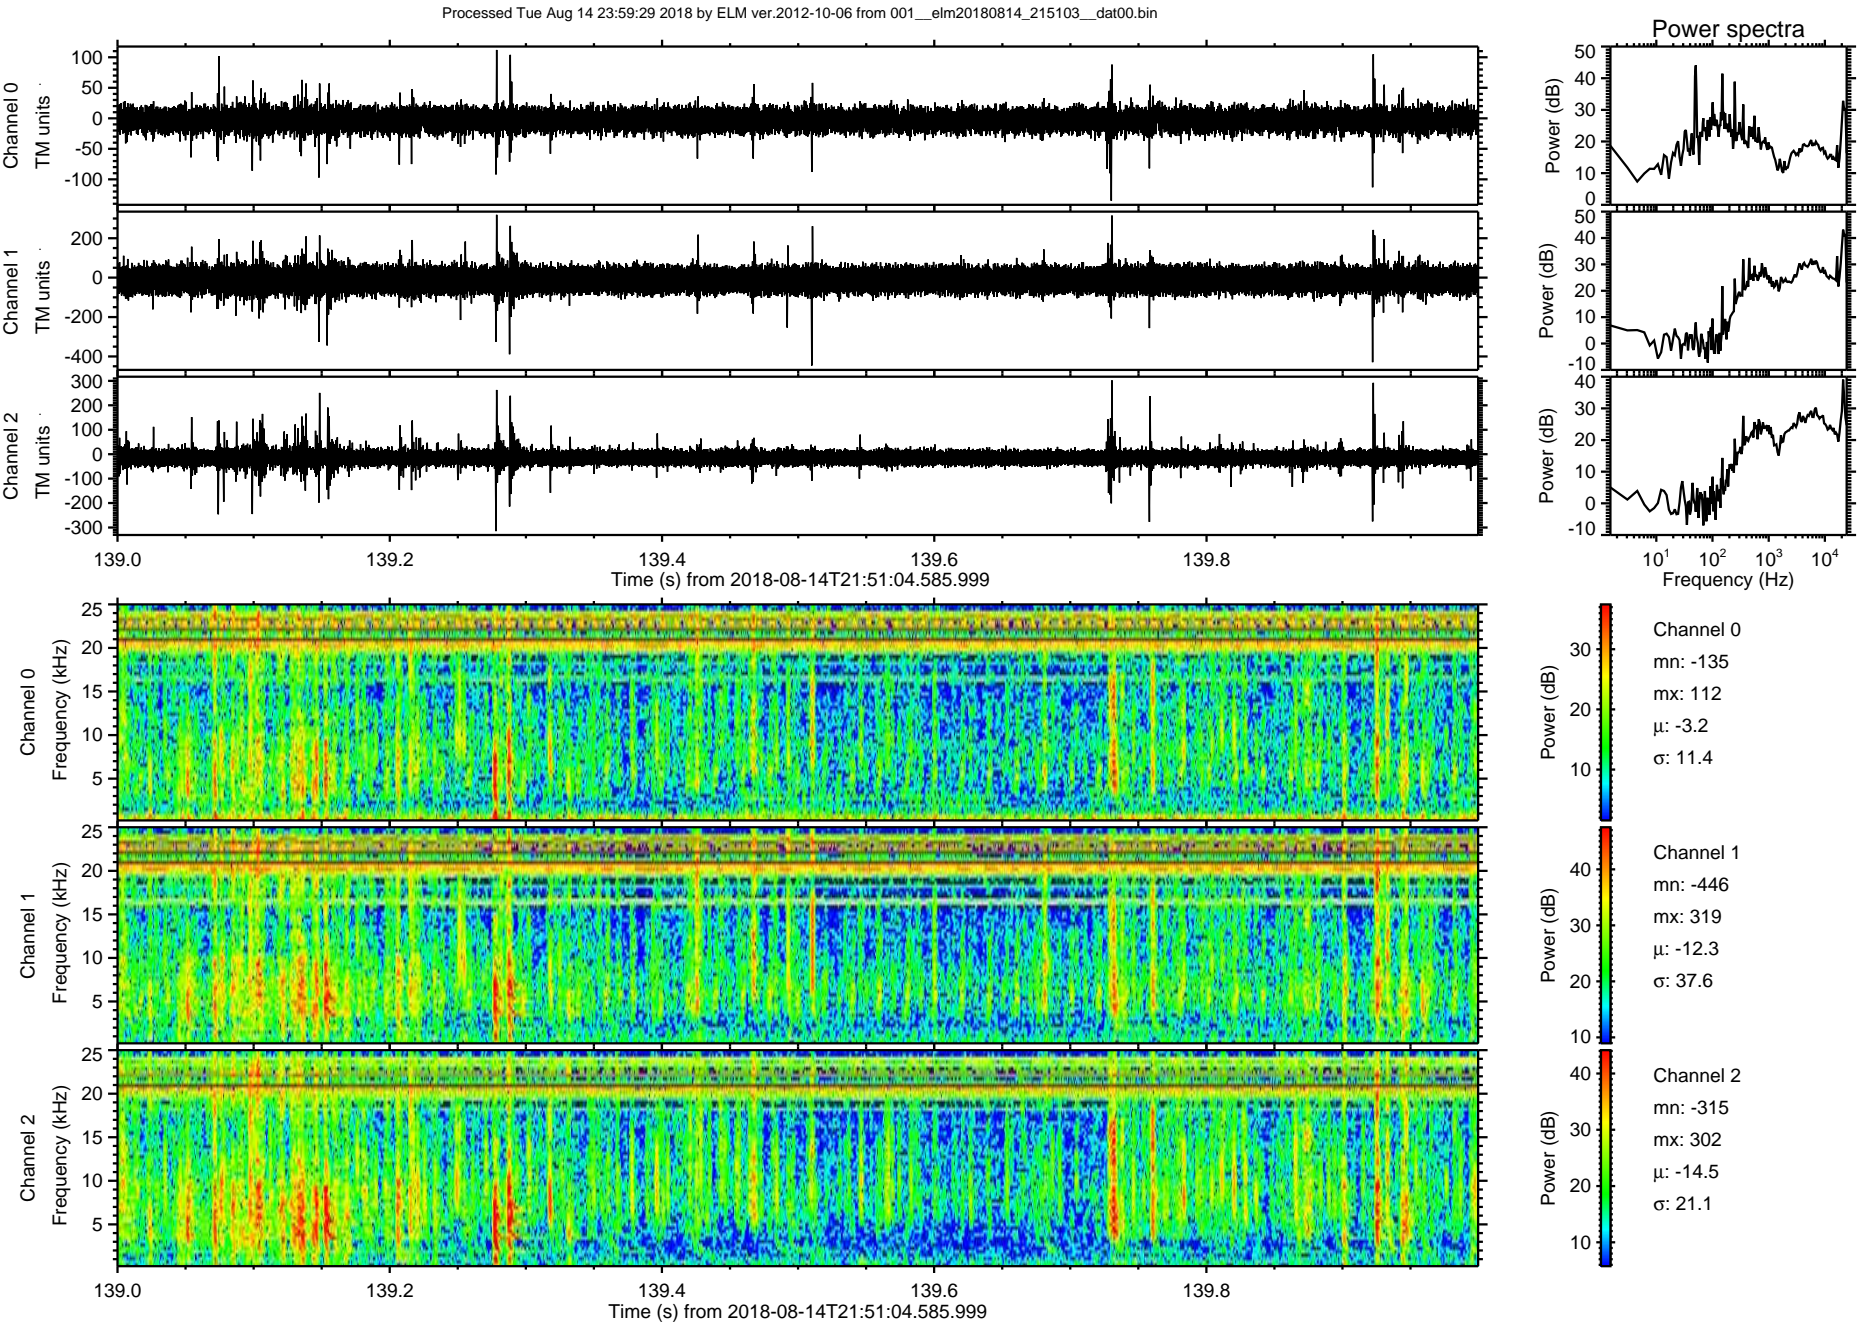 Processed Tue Aug 14 23:59:29 2018 by ELM ver.2012-10-06 from 001__elm20180814_215103__dat00.bin
Power spectra
Channel 0
TM units
100
50
0
-50
-100
Power (dB)
50
40
30
20
10
0
Channel 1
TM units
200
0
-200
-400
Power (dB)
50
40
30
20
10
0
-10
Channel 2
TM units
300
200
100
0
-100
-200
-300
Power (dB)
40
30
20
10
0
-10
139.0 139.2 139.4 139.6 139.8
Time (s) from 2018-08-14T21:51:04.585.999
10¹ 10² 10³ 10⁴
Frequency (Hz)
Channel 0
Frequency (kHz)
25
20
15
10
5
Power (dB)
30
20
10
Channel 0
mn: -135
mx: 112
μ: -3.2
σ: 11.4
Channel 1
Frequency (kHz)
25
20
15
10
5
Power (dB)
40
30
20
10
Channel 1
mn: -446
mx: 319
μ: -12.3
σ: 37.6
Channel 2
Frequency (kHz)
25
20
15
10
5
Power (dB)
40
30
20
10
Channel 2
mn: -315
mx: 302
μ: -14.5
σ: 21.1
139.0 139.2 139.4 139.6 139.8
Time (s) from 2018-08-14T21:51:04.585.999